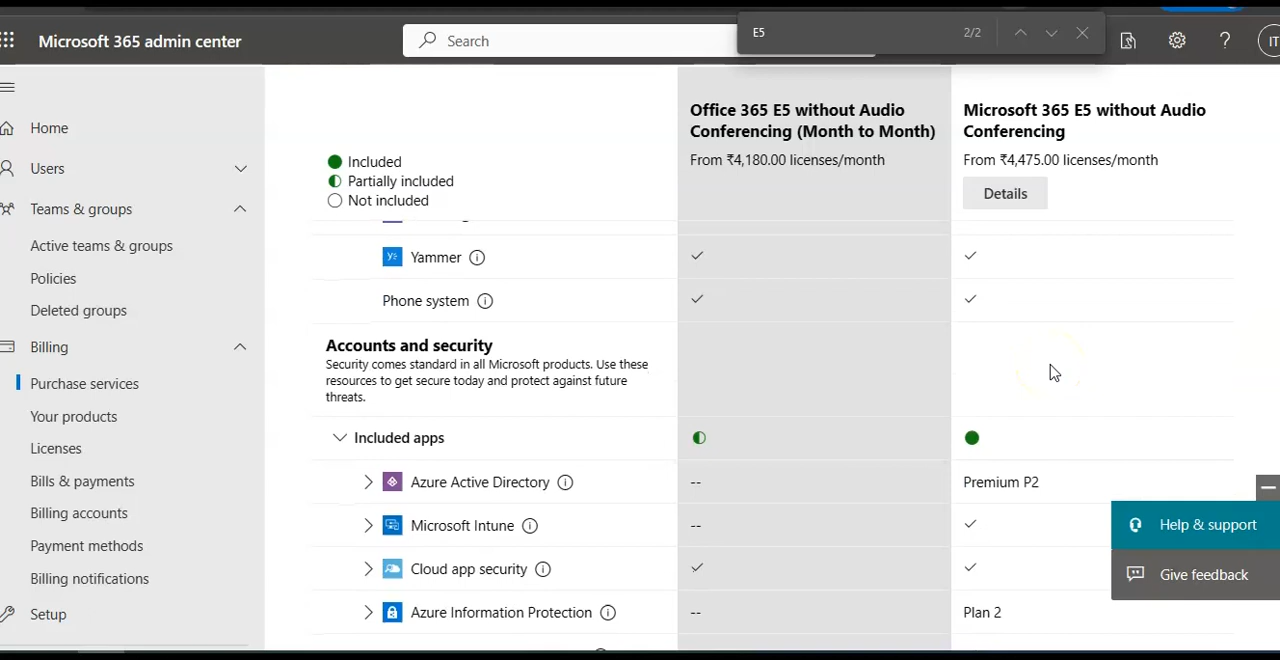 Microsoft 365 admin center
Search
E5
2/2
?
IT
Home
Users
Teams & groups
Active teams & groups
Policies
Deleted groups
Billing
Purchase services
Your products
Licenses
Bills & payments
Billing accounts
Payment methods
Billing notifications
Setup
Included
Partially included
Not included
Office 365 E5 without Audio
Conferencing (Month to Month)
From ₹4,180.00 licenses/month
Microsoft 365 E5 without Audio
Conferencing
From ₹4,475.00 licenses/month
Details
Yammer
Phone system
Accounts and security
Security comes standard in all Microsoft products. Use these
resources to get secure today and protect against future
threats.
Included apps
Azure Active Directory -- Premium P2
Microsoft Intune --
Cloud app security
Azure Information Protection -- Plan 2
Help & support
Give feedback